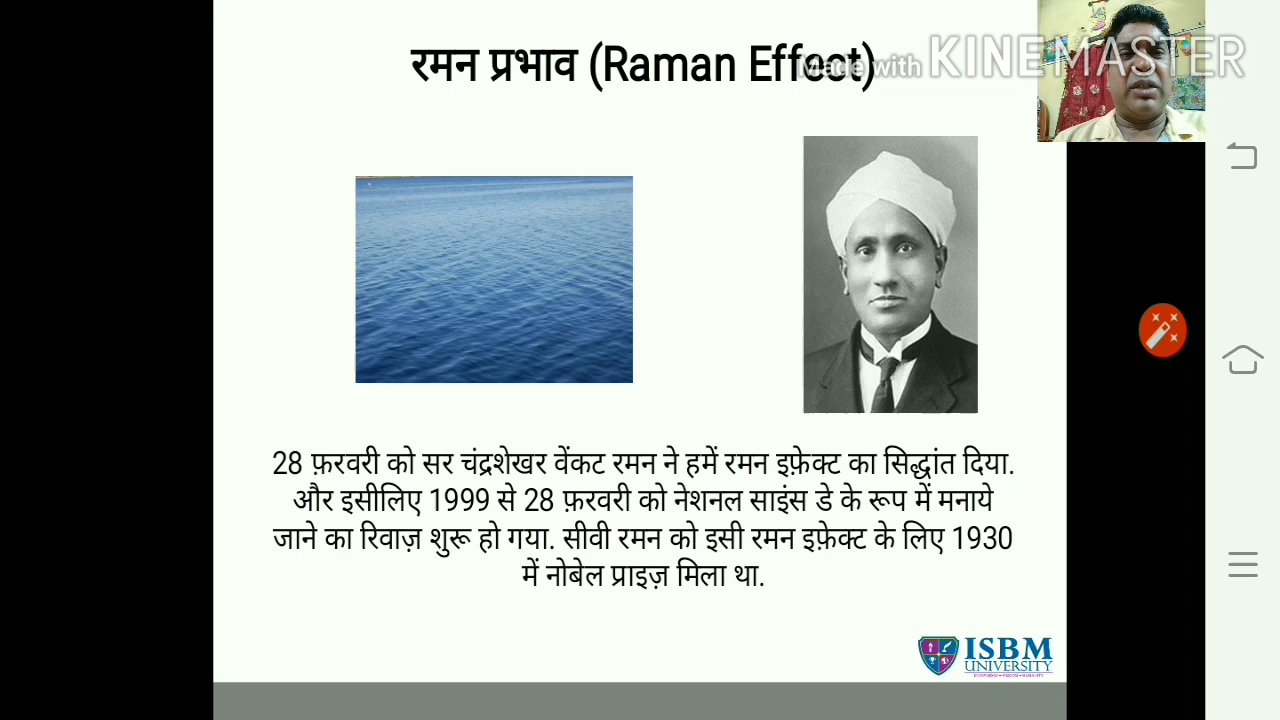 रमन प्रभाव (Raman Effect)
Made with KINEMASTER
28 फ़रवरी को सर चंद्रशेखर वेंकट रमन ने हमें रमन इफ़ेक्ट का सिद्धांत दिया.
और इसीलिए 1999 से 28 फ़रवरी को नेशनल साइंस डे के रूप में मनाये
जाने का रिवाज़ शुरू हो गया. सीवी रमन को इसी रमन इफ़ेक्ट के लिए 1930
में नोबेल प्राइज़ मिला था.
ISBM
UNIVERSITY